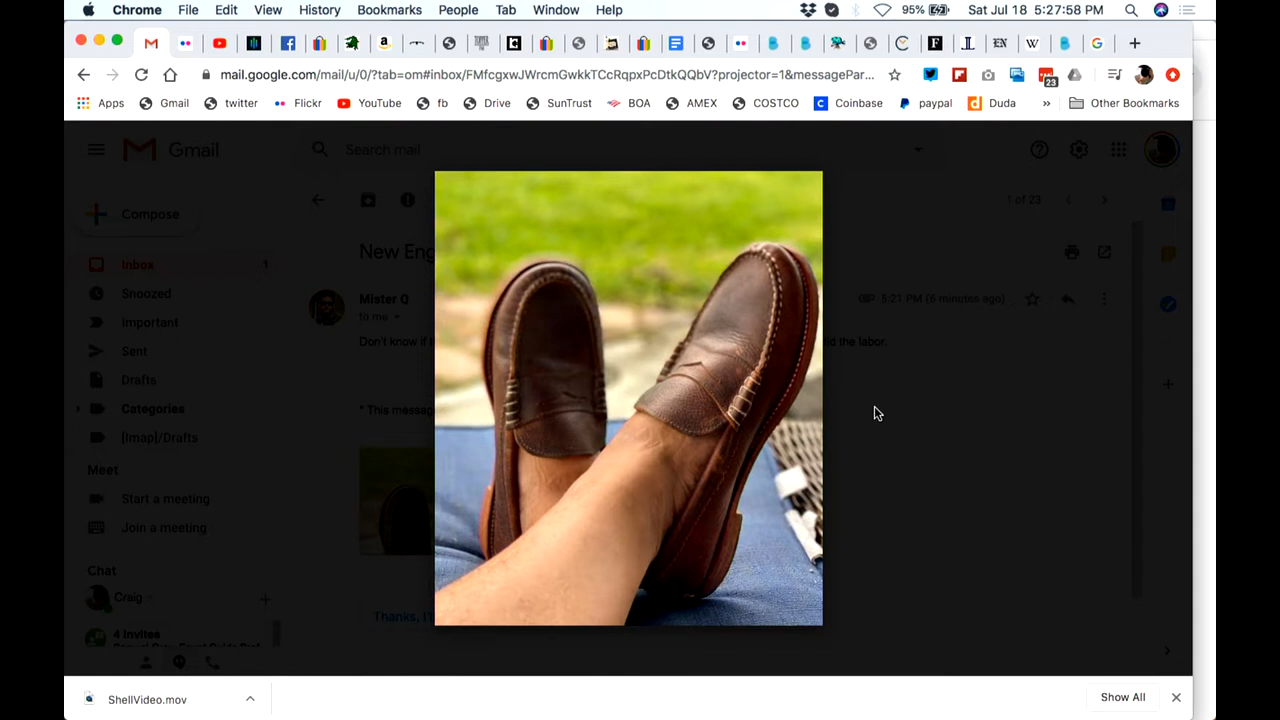 Chrome File Edit View History Bookmarks People Tab Window Help 95% Sat Jul 18 5:27:58 PM
mail.google.com/mail/u/0/?tab=om#inbox/FMfcgxwJWrcmGwkkTCcRqpxPcDtkQQbV?projector=1&messagePar...
23
Apps Gmail twitter Flickr YouTube fb Drive SunTrust BOA AMEX COSTCO Coinbase paypal Duda » Other Bookmarks
Gmail Search mail
Compose 1 of 23
New Eng
Inbox 1
Snoozed Mister Q 5:21 PM (6 minutes ago)
to me
Important
Don't know if d the labor.
Sent
Drafts
Categories * This messa
[Imap]/Drafts
Meet
Start a meeting
Join a meeting
Chat
Craig
Thanks, I'
4 Invites
ShellVideo.mov Show All